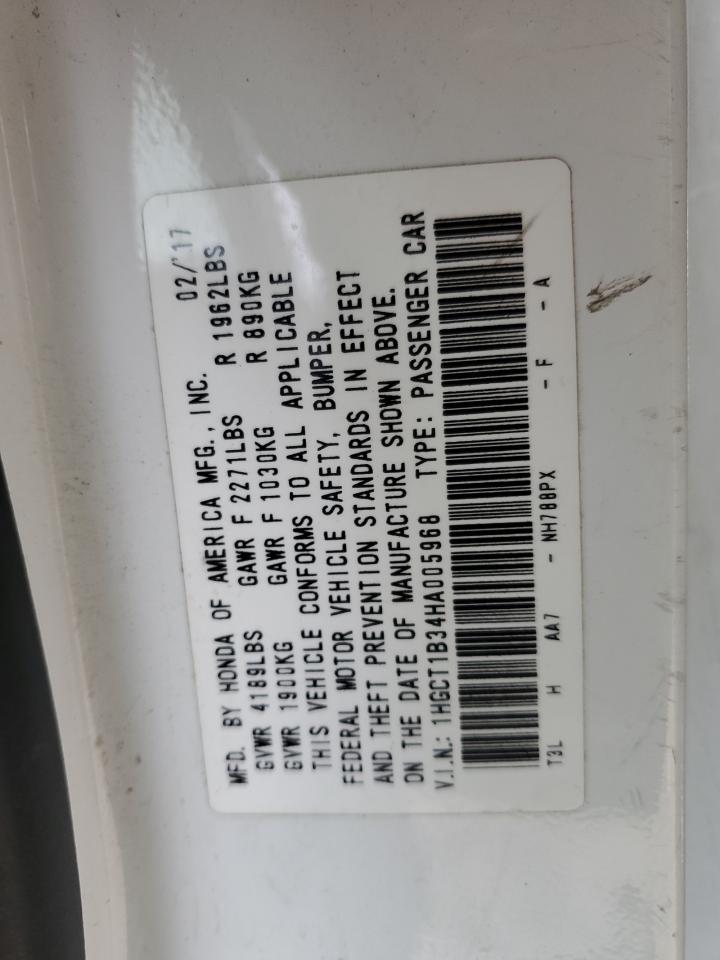 MFD. BY HONDA OF AMERICA MFG., INC. 02/17
GVWR 4189LBS GAWR F 2271LBS R 1962LBS
GVWR 1900KG GAWR F 1030KG R 890KG
THIS VEHICLE CONFORMS TO ALL APPLICABLE
FEDERAL MOTOR VEHICLE SAFETY, BUMPER,
AND THEFT PREVENTION STANDARDS IN EFFECT
ON THE DATE OF MANUFACTURE SHOWN ABOVE.
V.I.N.: 1HGCT1B34HA005968 TYPE: PASSENGER CAR
T3L H AA7 - NH788PX - F - A